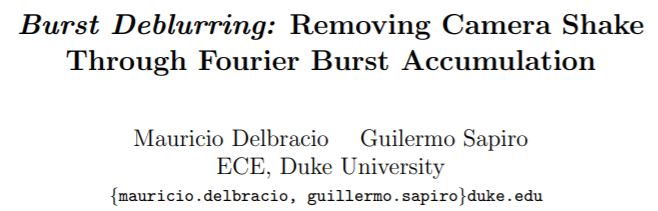 Burst Deblurring: Removing Camera Shake
Through Fourier Burst Accumulation
Mauricio Delbracio Guilermo Sapiro
ECE, Duke University
{mauricio.delbracio, guillermo.sapiro}duke.edu